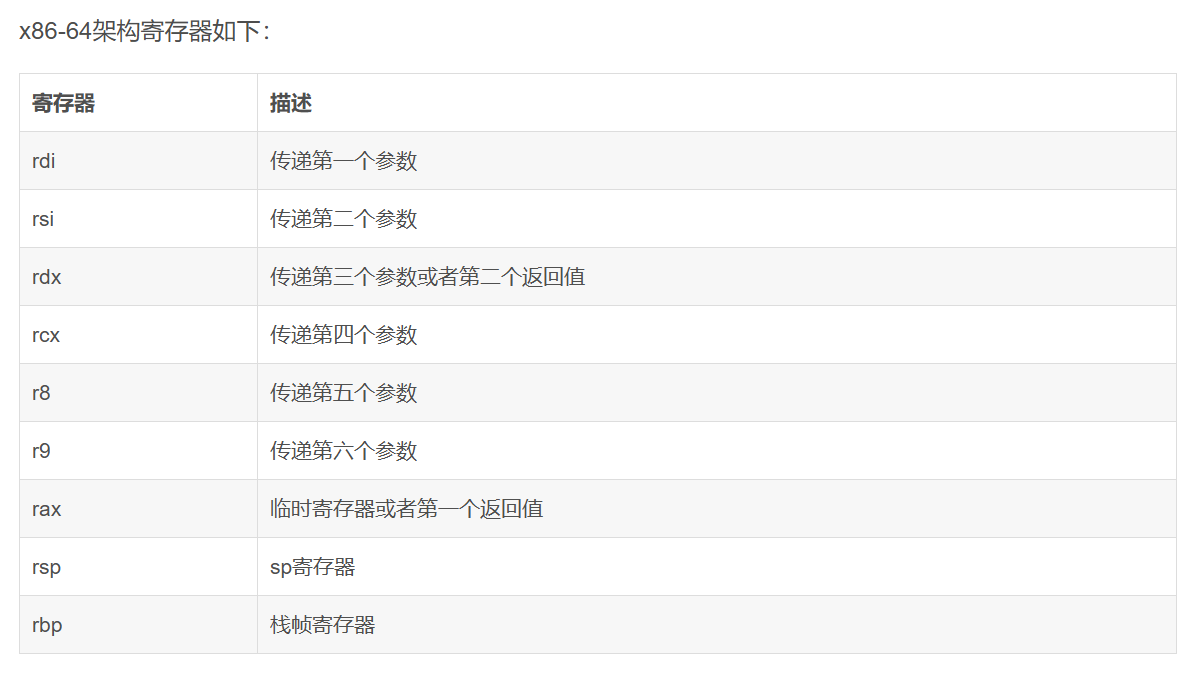 x86-64架构寄存器如下：
寄存器 描述
rdi 传递第一个参数
rsi 传递第二个参数
rdx 传递第三个参数或者第二个返回值
rcx 传递第四个参数
r8 传递第五个参数
r9 传递第六个参数
rax 临时寄存器或者第一个返回值
rsp sp寄存器
rbp 栈帧寄存器